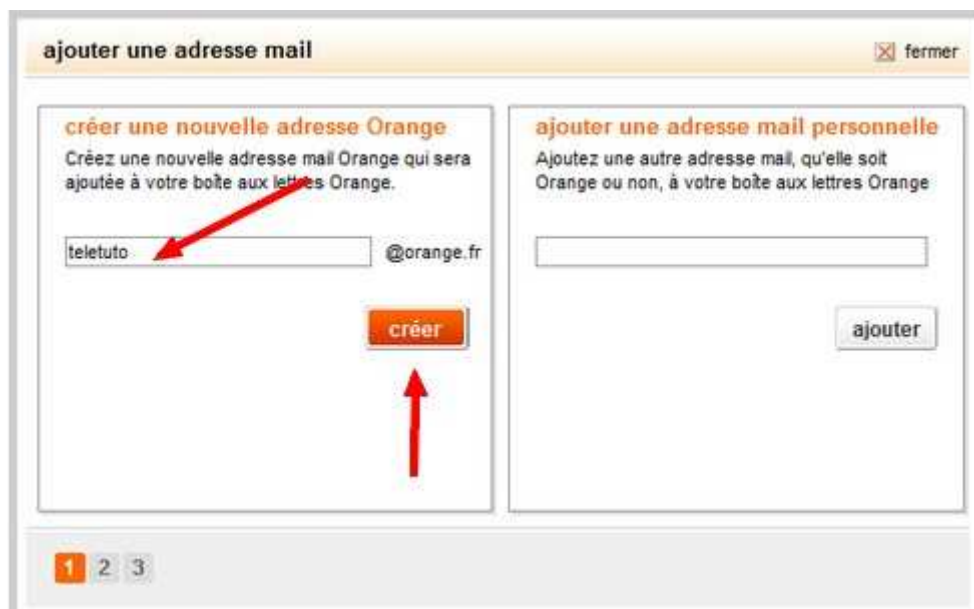 ajouter une adresse mail
fermer
créer une nouvelle adresse Orange
Créez une nouvelle adresse mail Orange qui sera
ajoutée à votre boîte aux lettres Orange.
teletuto
@orange.fr
créer
ajouter une adresse mail personnelle
Ajoutez une autre adresse mail, qu'elle soit
Orange ou non, à votre boîte aux lettres Orange
ajouter
1 2 3